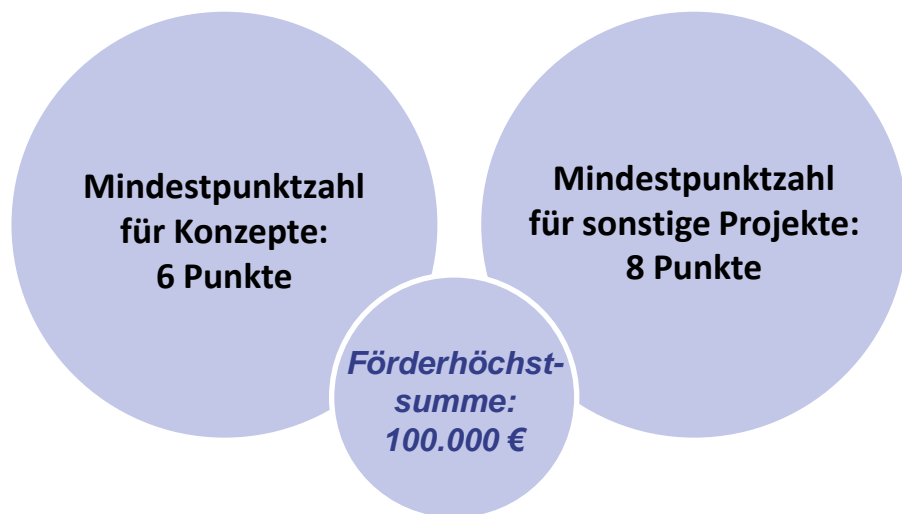 Mindestpunktzahl
für Konzepte:
6 Punkte
Mindestpunktzahl
für sonstige Projekte:
8 Punkte
Förderhöchst-
summe:
100.000 €